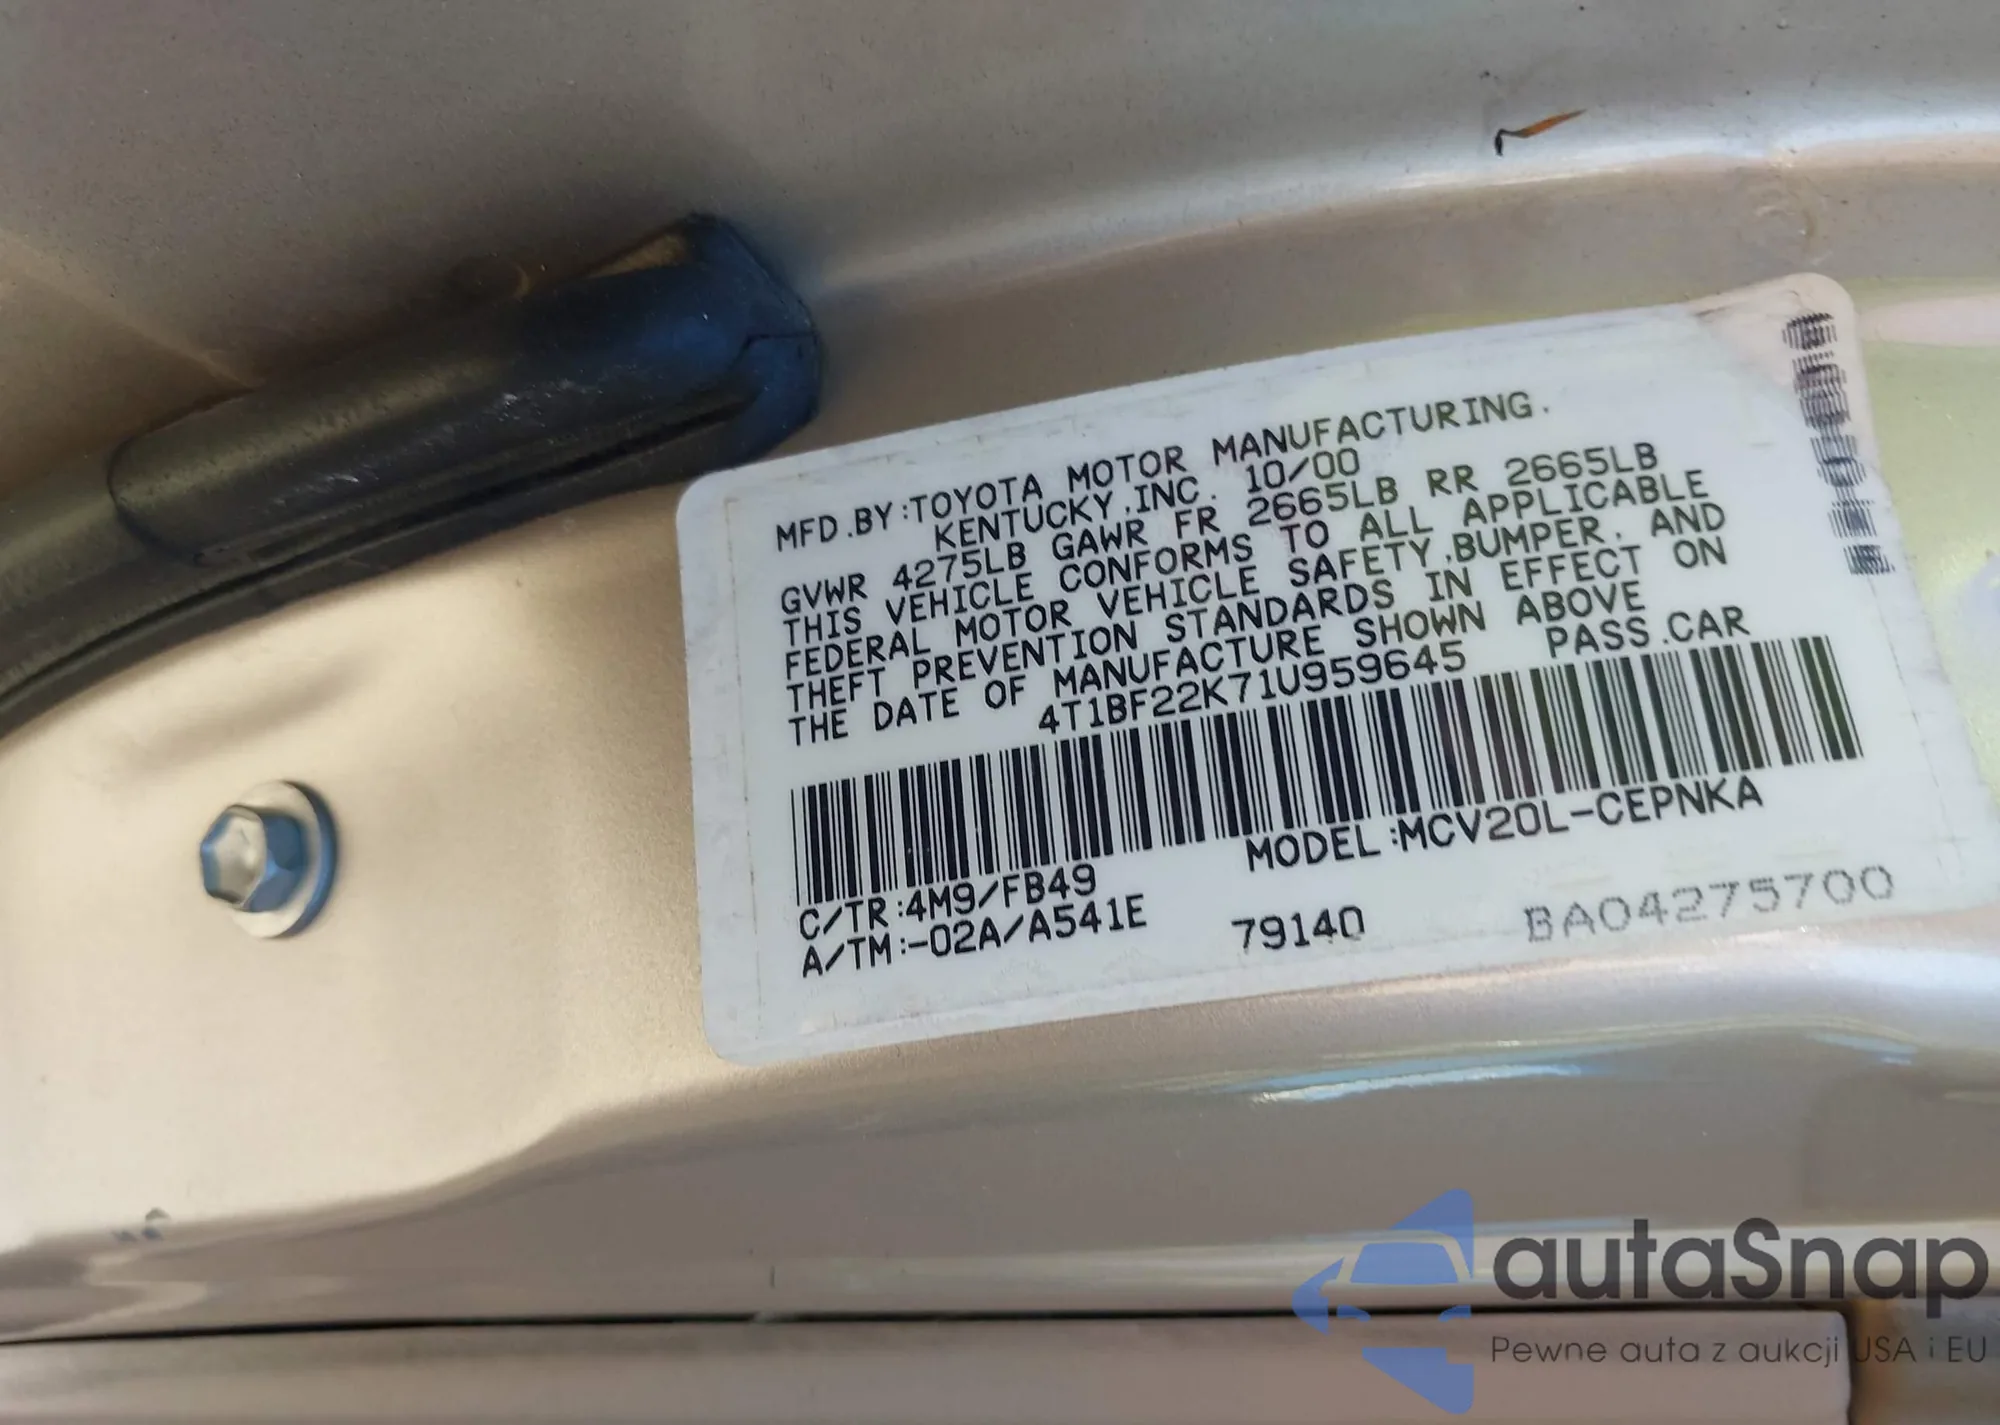 MFD.BY:TOYOTA MOTOR MANUFACTURING.
KENTUCKY,INC. 10/00
GVWR 4275LB GAWR FR 2665LB RR 2665LB
THIS VEHICLE CONFORMS TO ALL APPLICABLE
FEDERAL MOTOR VEHICLE SAFETY,BUMPER, AND
THEFT PREVENTION STANDARDS IN EFFECT ON
THE DATE OF MANUFACTURE SHOWN ABOVE
4T1BF22K71U959645 PASS.CAR
MODEL:MCV20L-CEPNKA
C/TR:4M9/FB49
A/TM:-02A/A541E 79140 BA04275700
autaSnap
Pewne auta z aukcji USA i EU